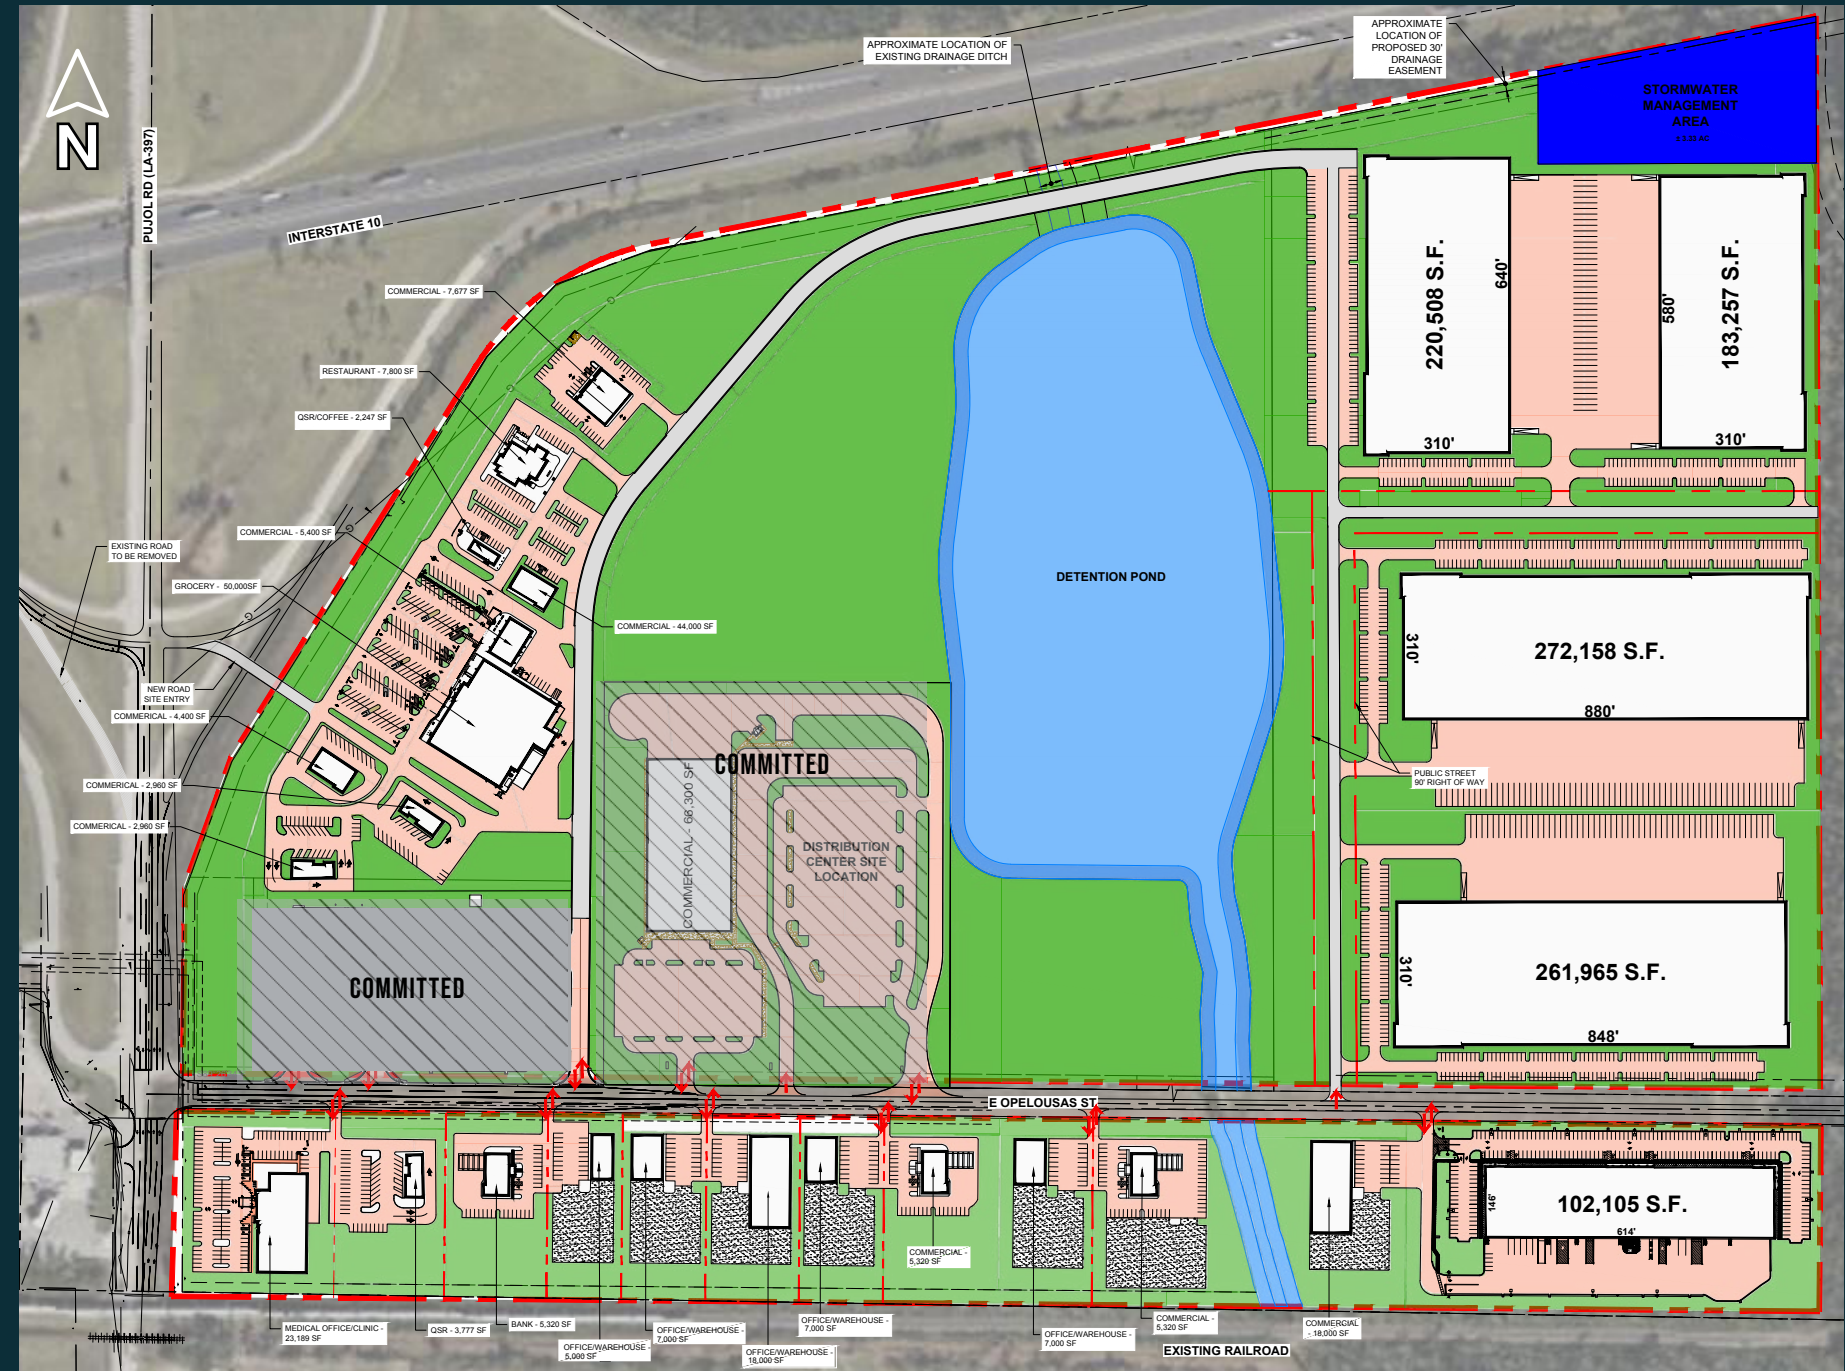 N
PUJOL RD (LA-397)
INTERSTATE 10
APPROXIMATE LOCATION OF
EXISTING DRAINAGE DITCH
APPROXIMATE
LOCATION OF
PROPOSED 30'
DRAINAGE
EASEMENT
STORMWATER
MANAGEMENT
AREA
COMMERCIAL - 7,677 SF
RESTAURANT - 7,800 SF
QSR/COFFEE - 2,247 SF
COMMERCIAL - 5,400 SF
EXISTING ROAD
TO BE REMOVED
GROCERY - 50,000SF
COMMERCIAL - 44,000 SF
NEW ROAD
SITE ENTRY
COMMERICAL - 4,400 SF
COMMERICAL - 2,960 SF
COMMERICAL - 2,960 SF
220,508 S.F.
640'
310'
183,257 S.F.
580'
310'
DETENTION POND
272,158 S.F.
310'
880'
PUBLIC STREET
90' RIGHT OF WAY
261,965 S.F.
310'
848'
COMMITTED
COMMERCIAL - 66,300 SF
DISTRIBUTION
CENTER SITE
LOCATION
COMMITTED
E OPELOUSAS ST
102,105 S.F.
146'
614'
MEDICAL OFFICE/CLINIC -
23,189 SF
QSR - 3,777 SF
BANK - 5,320 SF
OFFICE/WAREHOUSE -
5,000 SF
OFFICE/WAREHOUSE -
7,000 SF
OFFICE/WAREHOUSE -
18,000 SF
OFFICE/WAREHOUSE -
7,000 SF
COMMERCIAL -
5,320 SF
OFFICE/WAREHOUSE -
7,000 SF
COMMERCIAL -
5,320 SF
COMMERCIAL
- 18,000 SF
EXISTING RAILROAD